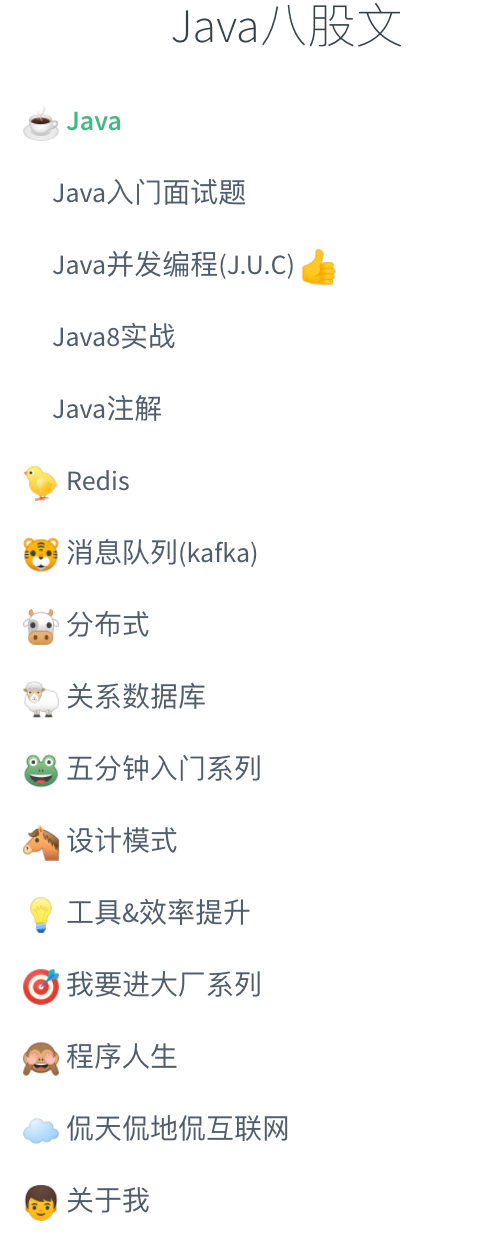 Java八股文
Java
Java入门面试题
Java并发编程(J.U.C)
Java8实战
Java注解
Redis
消息队列(kafka)
分布式
关系数据库
五分钟入门系列
设计模式
工具&效率提升
我要进大厂系列
程序人生
侃天侃地侃互联网
关于我